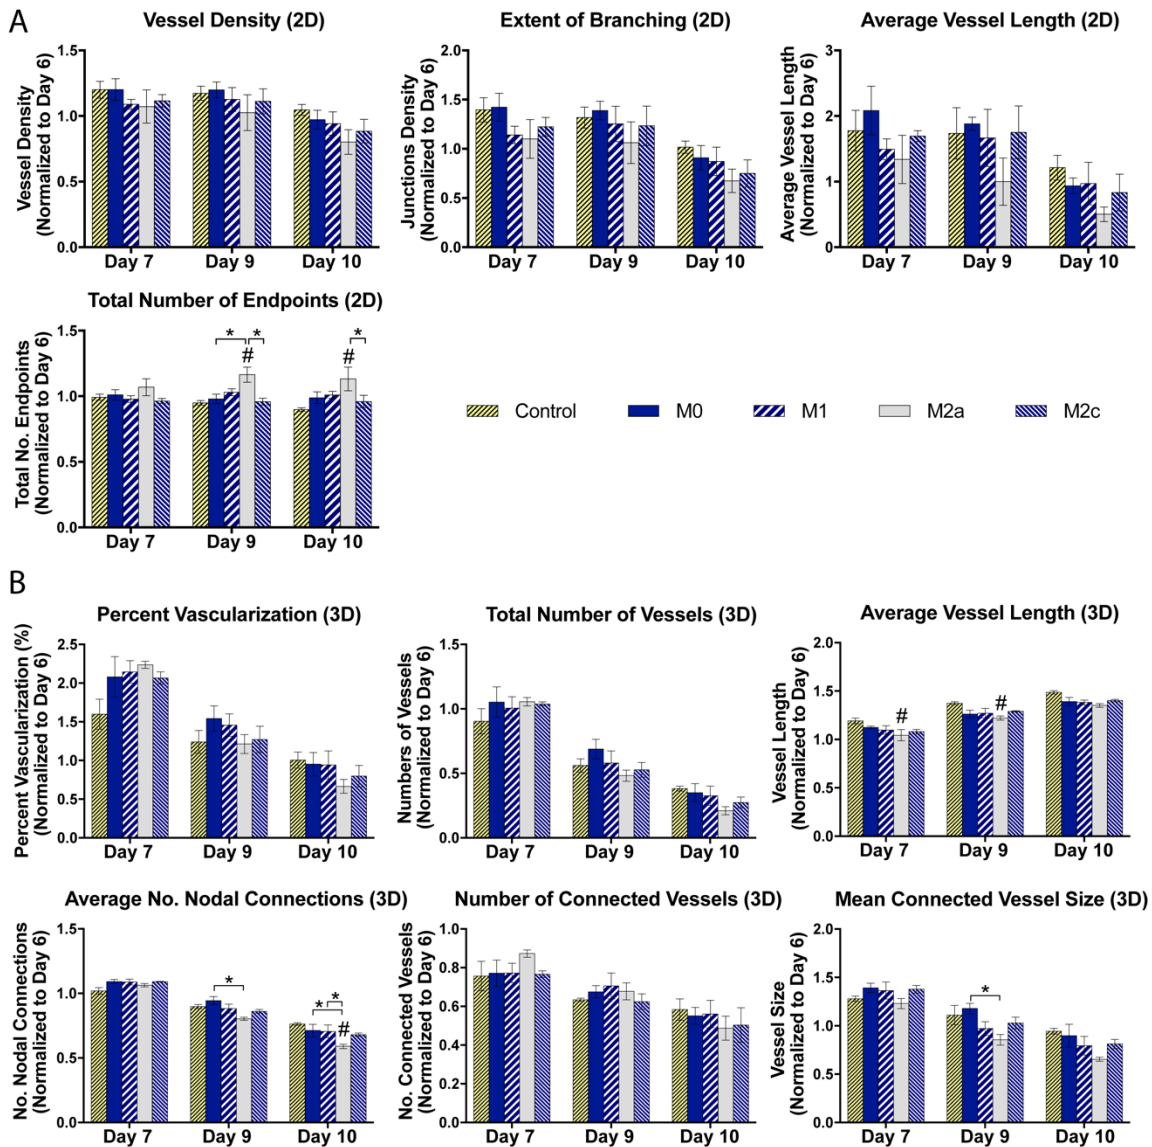 A
Vessel Density (2D)
Vessel Density
(Normalized to Day 6)
1.5
1.0
0.5
0.0
Day 7 Day 9 Day 10
Extent of Branching (2D)
Junctions Density
(Normalized to Day 6)
2.0
1.5
1.0
0.5
0.0
Day 7 Day 9 Day 10
Average Vessel Length (2D)
Average Vessel Length
(Normalized to Day 6)
3
2
1
0
Day 7 Day 9 Day 10
Total Number of Endpoints (2D)
Total No. Endpoints
(Normalized to Day 6)
1.5
1.0
0.5
0.0
* * *
# #
Day 7 Day 9 Day 10
Control M0 M1 M2a M2c
B
Percent Vascularization (3D)
Percent Vascularization (%)
(Normalized to Day 6)
2.5
2.0
1.5
1.0
0.5
0.0
Day 7 Day 9 Day 10
Total Number of Vessels (3D)
Numbers of Vessels
(Normalized to Day 6)
1.5
1.0
0.5
0.0
Day 7 Day 9 Day 10
Average Vessel Length (3D)
Vessel Length
(Normalized to Day 6)
2.0
1.5
1.0
0.5
0.0
# #
Day 7 Day 9 Day 10
Average No. Nodal Connections (3D)
No. Nodal Connections
(Normalized to Day 6)
1.5
1.0
0.5
0.0
* * *
#
Day 7 Day 9 Day 10
Number of Connected Vessels (3D)
No. Connected Vessels
(Normalized to Day 6)
1.0
0.8
0.6
0.4
0.2
0.0
Day 7 Day 9 Day 10
Mean Connected Vessel Size (3D)
Vessel Size
(Normalized to Day 6)
2.0
1.5
1.0
0.5
0.0
*
Day 7 Day 9 Day 10